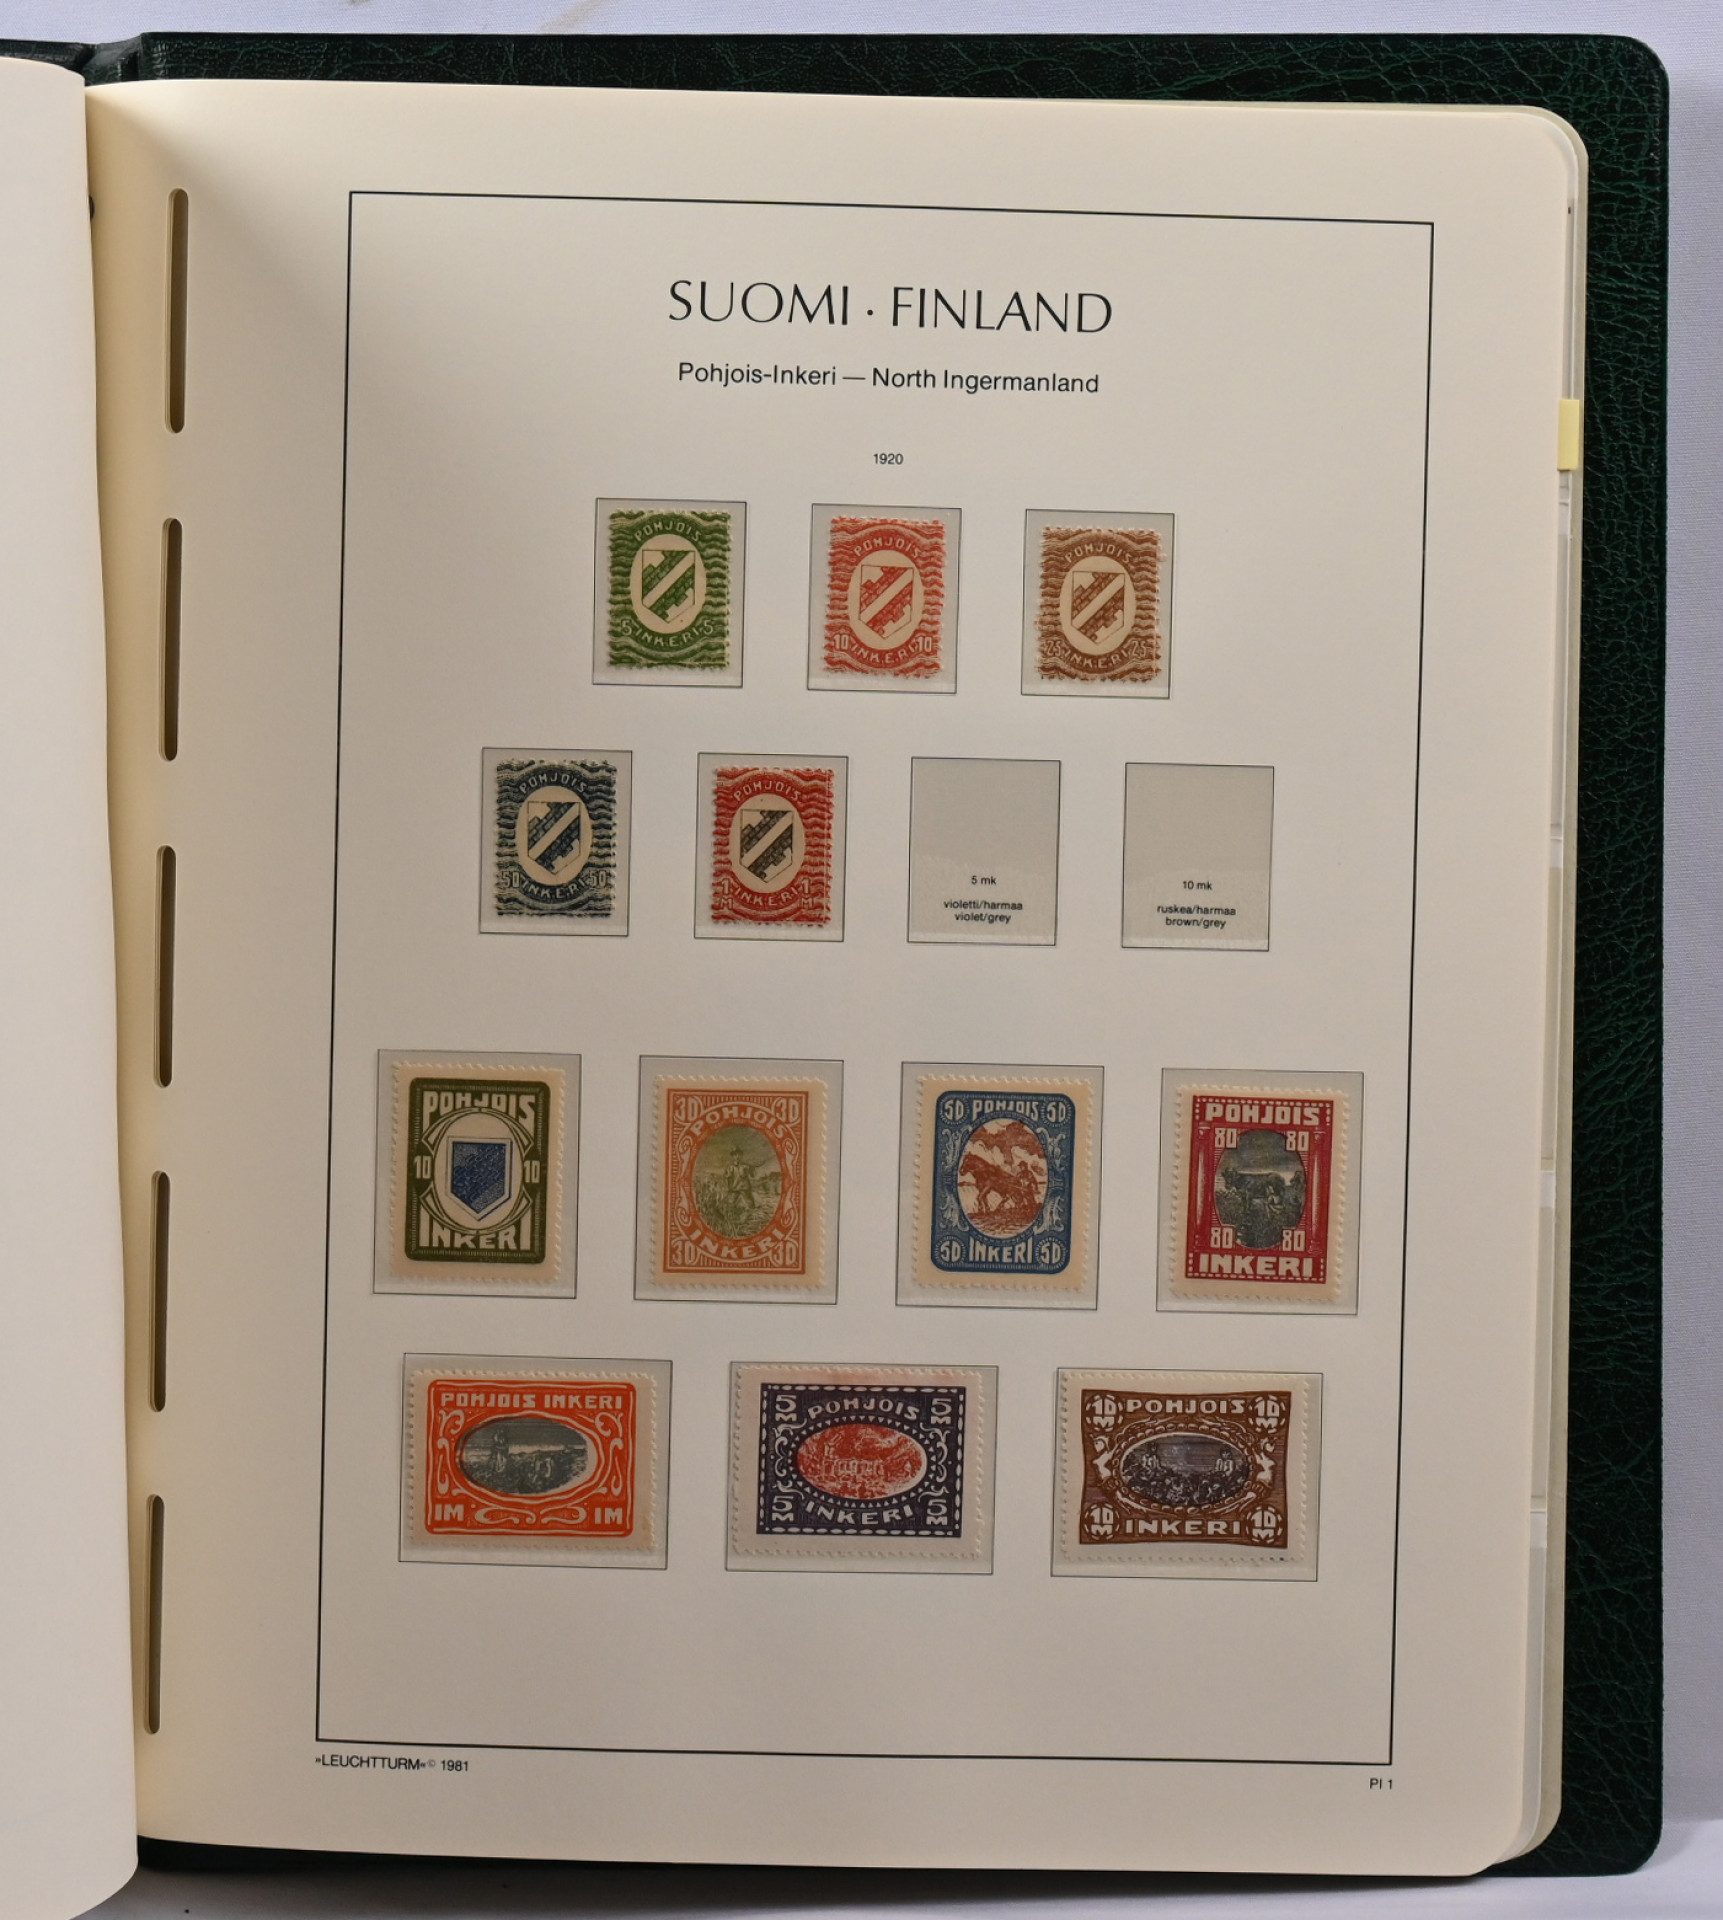 SUOMI · FINLAND
Pohjois-Inkeri — North Ingermanland
1920
POHJOIS
5 INKERI 5
POHJOIS
10 INKERI 10
POHJOIS
25 INKERI 25
POHJOIS
50 INKERI 50
POHJOIS
1 1
M INKERI M
5 mk
violetti/harmaa
violet/grey
10 mk
ruskea/harmaa
brown/grey
POHJOIS
10 10
INKERI
30 30
POHJOIS
INKERI
30 30
50 POHJOIS 50
50 INKERI 50
POHJOIS
80 80
80 80
INKERI
POHJOIS INKERI
1M 1M
5 M POHJOIS 5 M
5 M INKERI 5 M
10 M POHJOIS 10 M
10 M INKERI 10 M
»LEUCHTTURM« © 1981
PI 1